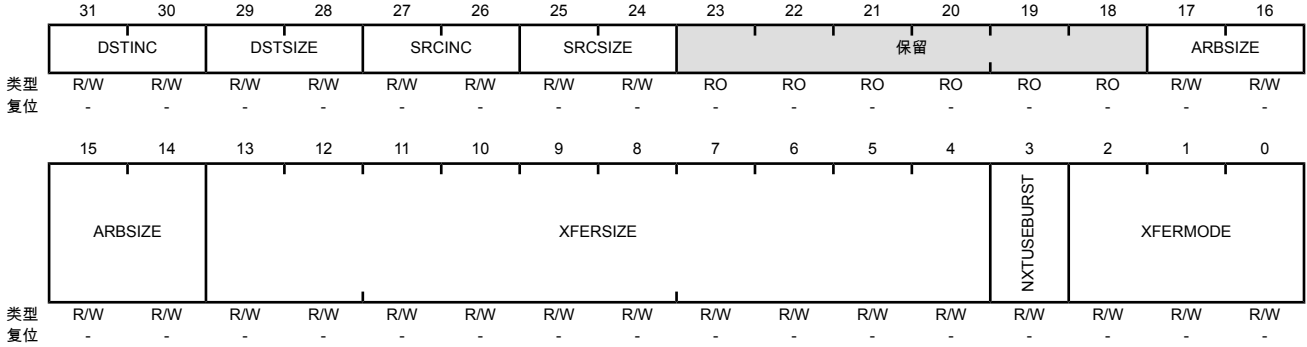 31 30 29 28 27 26 25 24 23 22 21 20 19 18 17 16
DSTINC DSTSIZE SRCINC SRCSIZE 保留 ARBSIZE
类型 R/W R/W R/W R/W R/W R/W R/W R/W RO RO RO RO RO RO R/W R/W
复位 - - - - - - - - - - - - - - - -
15 14 13 12 11 10 9 8 7 6 5 4 3 2 1 0
ARBSIZE XFERSIZE NXTUSEBURST XFERMODE
类型 R/W R/W R/W R/W R/W R/W R/W R/W R/W R/W R/W R/W R/W R/W R/W R/W
复位 - - - - - - - - - - - - - - - -